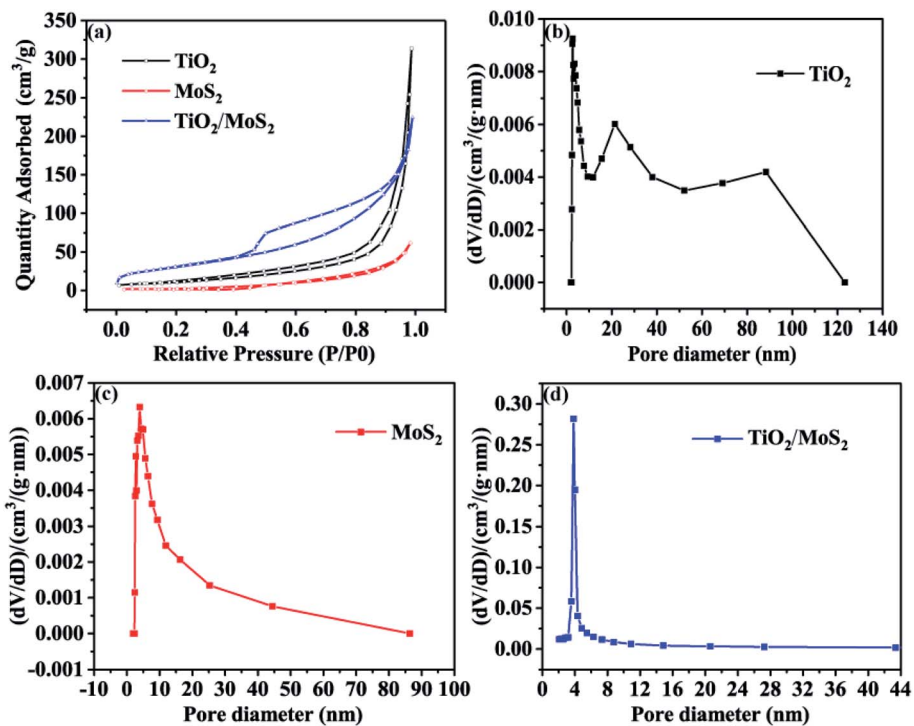 (a)
350
300
250
200
150
100
50
0
Quantity Adsorbed (cm³/g)
TiO₂
MoS₂
TiO₂/MoS₂
0.0 0.2 0.4 0.6 0.8 1.0
Relative Pressure (P/P0)
(b)
0.010
0.008
0.006
0.004
0.002
0.000
(dV/dD)/(cm³/(g·nm))
TiO₂
0 20 40 60 80 100 120 140
Pore diameter (nm)
(c)
0.007
0.006
0.005
0.004
0.003
0.002
0.001
0.000
-0.001
(dV/dD)/(cm³/(g·nm))
MoS₂
-10 0 10 20 30 40 50 60 70 80 90 100
Pore diameter (nm)
(d)
0.30
0.25
0.20
0.15
0.10
0.05
0.00
(dV/dD)/(cm³/(g·nm))
TiO₂/MoS₂
0 4 8 12 16 20 24 28 32 36 40 44
Pore diameter (nm)